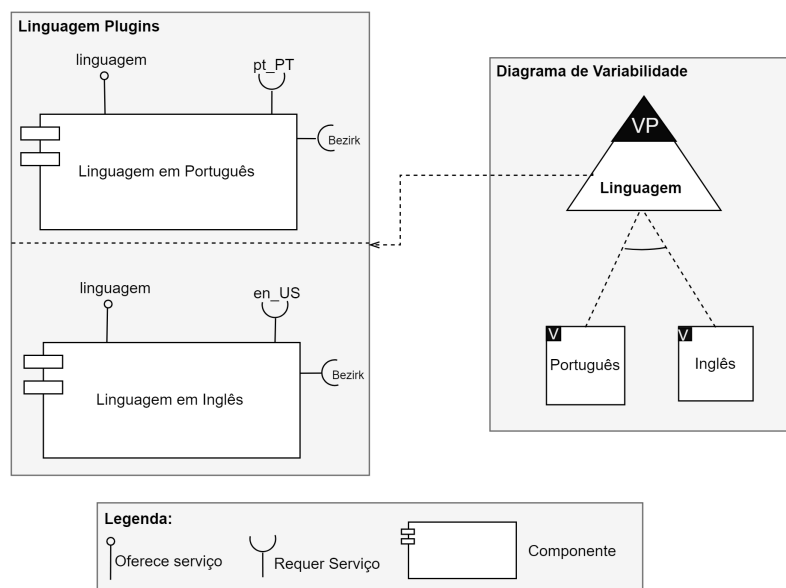 Linguagem Plugins
linguagem
pt_PT
Bezirk
Linguagem em Português
linguagem
en_US
Bezirk
Linguagem em Inglês
Diagrama de Variabilidade
VP
Linguagem
V
Português
V
Inglês
Legenda:
Oferece serviço
Requer Serviço
Componente